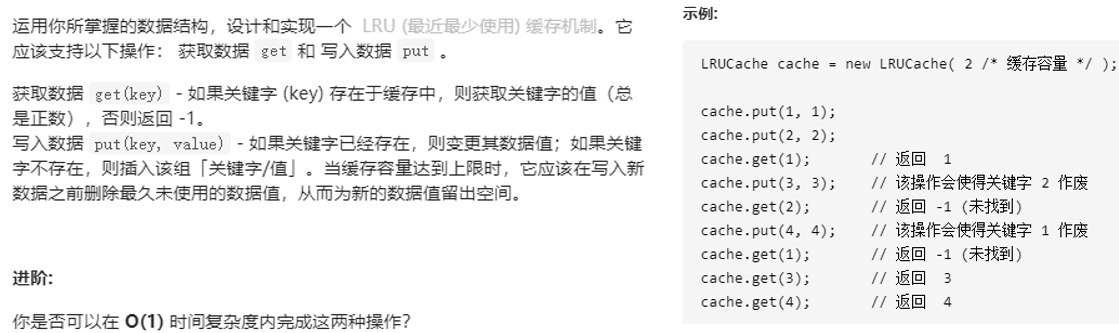 运用你所掌握的数据结构，设计和实现一个 LRU (最近最少使用) 缓存机制。它
应该支持以下操作： 获取数据 get 和 写入数据 put 。
获取数据 get(key) - 如果关键字 (key) 存在于缓存中，则获取关键字的值（总
是正数），否则返回 -1。
写入数据 put(key, value) - 如果关键字已经存在，则变更其数据值；如果关键
字不存在，则插入该组「关键字/值」。当缓存容量达到上限时，它应该在写入新
数据之前删除最久未使用的数据值，从而为新的数据值留出空间。
进阶:
你是否可以在 O(1) 时间复杂度内完成这两种操作？
示例:
LRUCache cache = new LRUCache( 2 /* 缓存容量 */ );
cache.put(1, 1);
cache.put(2, 2);
cache.get(1);       // 返回  1
cache.put(3, 3);    // 该操作会使得关键字 2 作废
cache.get(2);       // 返回 -1 (未找到)
cache.put(4, 4);    // 该操作会使得关键字 1 作废
cache.get(1);       // 返回 -1 (未找到)
cache.get(3);       // 返回  3
cache.get(4);       // 返回  4